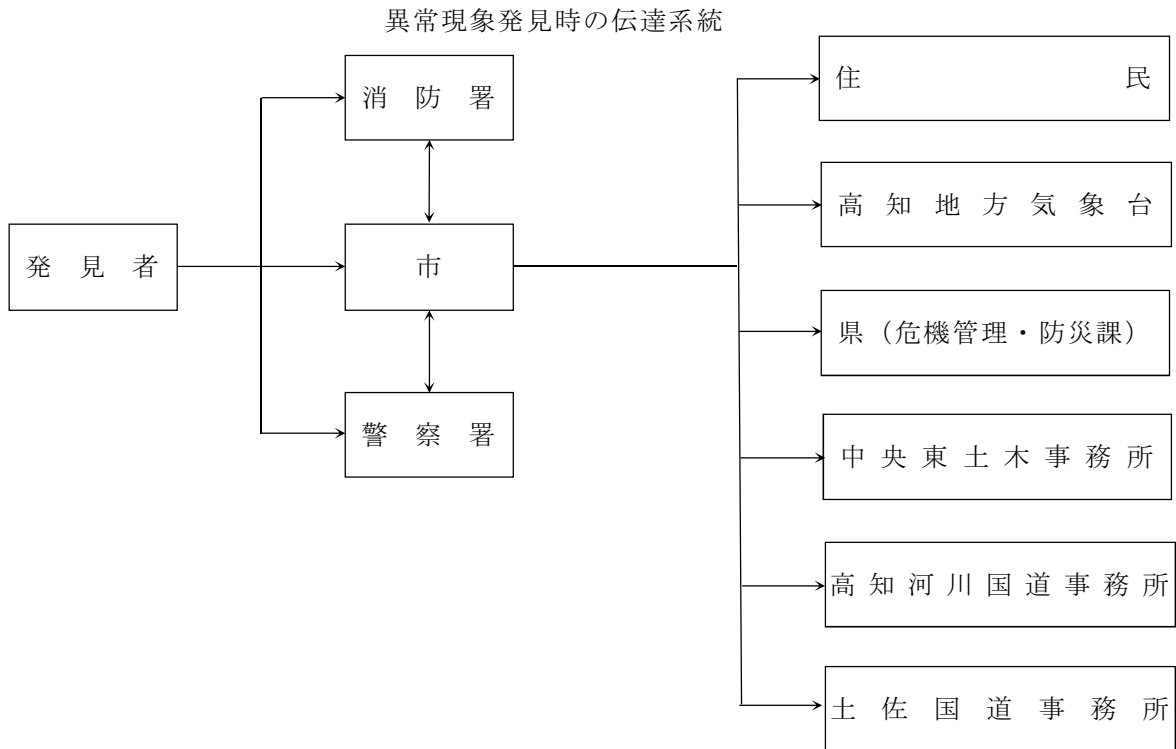 異常現象発見時の伝達系統
発見者
消防署
市
警察署
住民
高知地方気象台
県（危機管理・防災課）
中央東土木事務所
高知河川国道事務所
土佐国道事務所